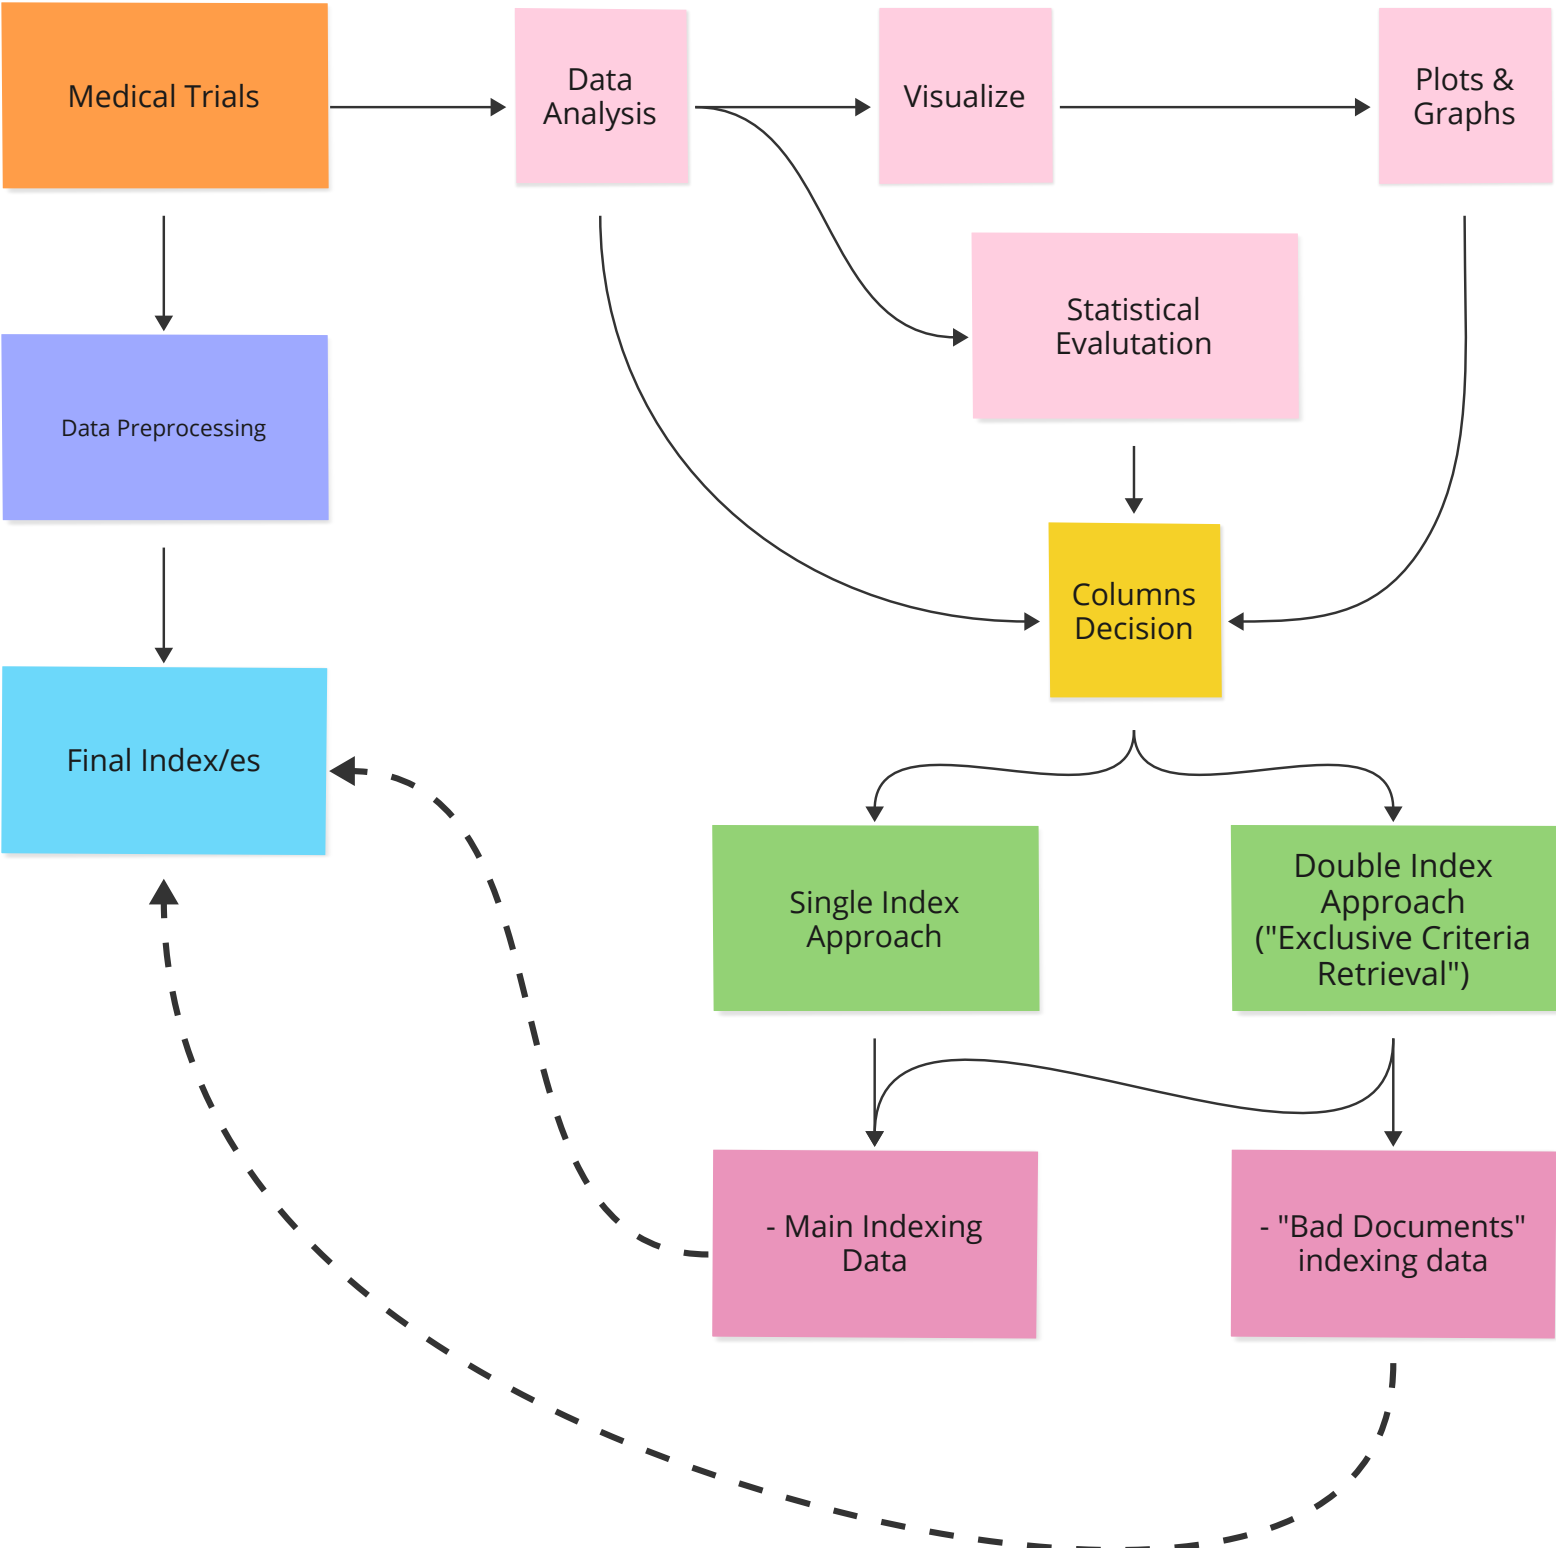 Medical Trials
Data
Analysis
Visualize
Plots &
Graphs
Statistical
Evalutation
Data Preprocessing
Columns
Decision
Final Index/es
Single Index
Approach
Double Index
Approach
("Exclusive Criteria
Retrieval")
- Main Indexing
Data
- "Bad Documents"
indexing data